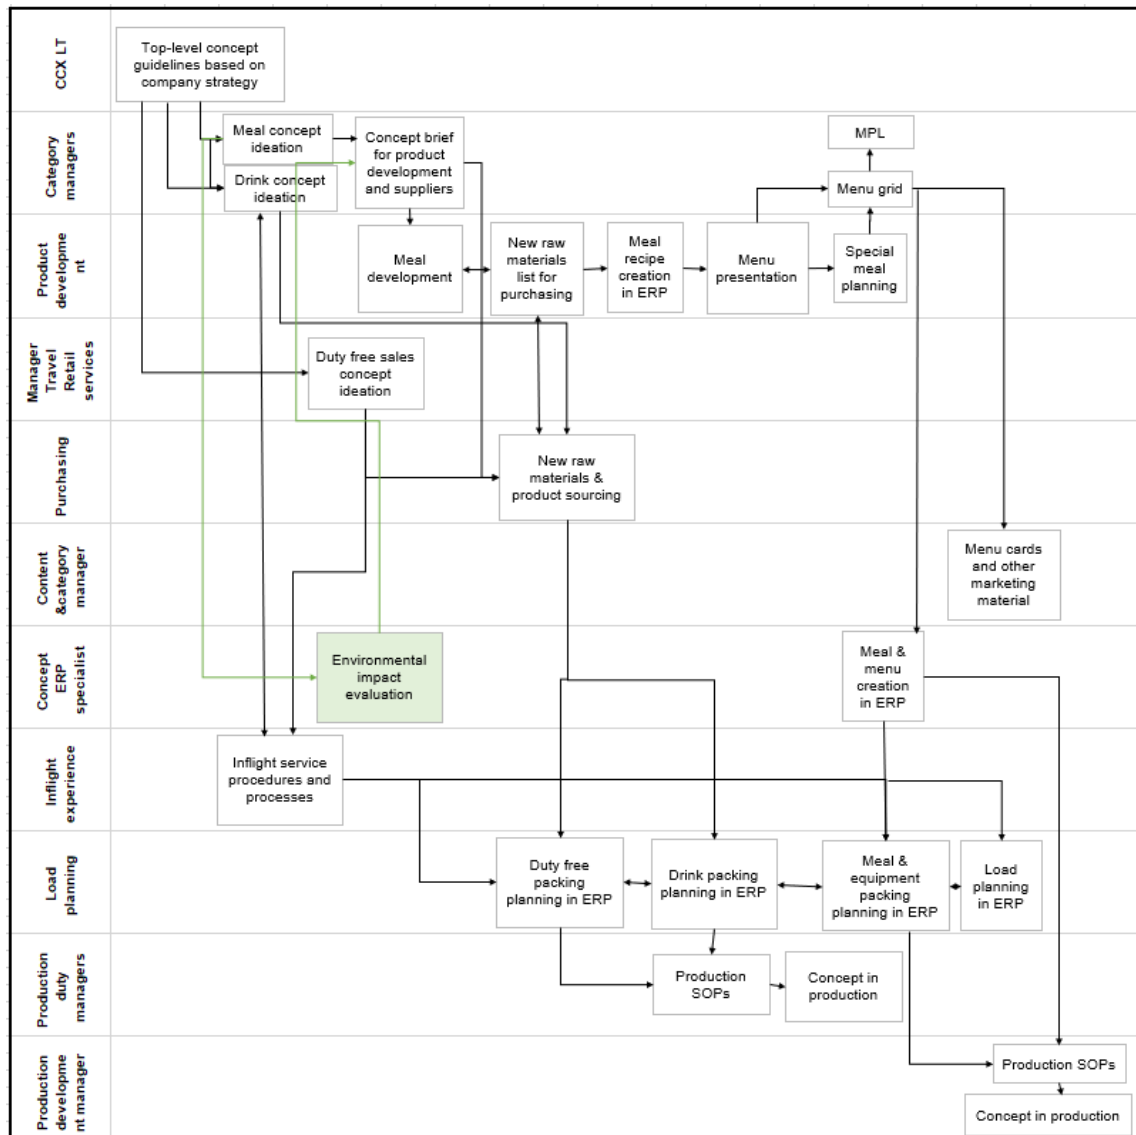 CCX LT
Top-level concept
guidelines based on
company strategy
Category
managers
Meal concept
ideation
Drink concept
ideation
Concept brief
for product
development
and suppliers
MPL
Menu grid
Product
developme
nt
Meal
development
New raw
materials
list for
purchasing
Meal
recipe
creation
in ERP
Menu
presentation
Special
meal
planning
Manager
Travel
Retail
services
Duty free sales
concept
ideation
Purchasing
New raw
materials &
product sourcing
Content
&category
manager
Menu cards
and other
marketing
material
Concept
ERP
specialist
Environmental
impact
evaluation
Meal &
menu
creation
in ERP
Inflight
experience
Inflight service
procedures and
processes
Load
planning
Duty free
packing
planning in ERP
Drink packing
planning in ERP
Meal &
equipment
packing
planning in ERP
Load
planning
in ERP
Production
duty
managers
Production
SOPs
Concept in
production
Production
developme
nt manager
Production SOPs
Concept in production